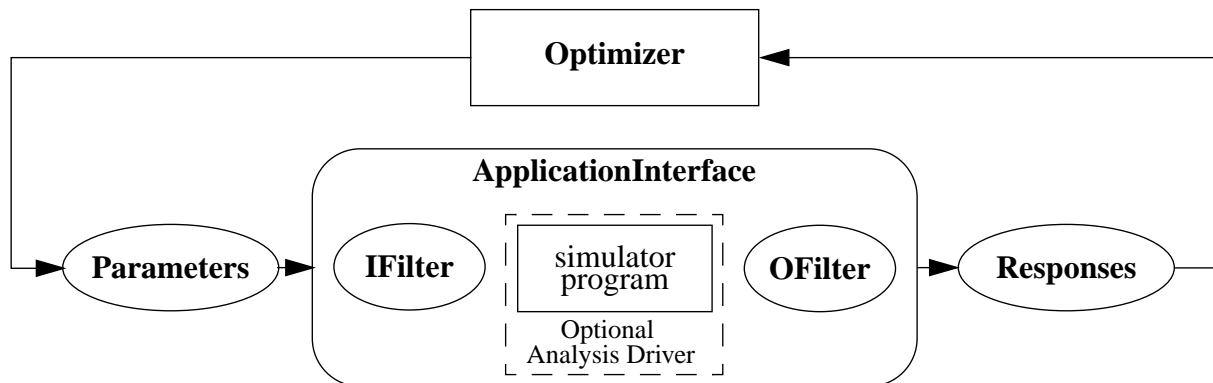 Optimizer
ApplicationInterface
Parameters
IFilter
simulator
program
OFilter
Responses
Optional
Analysis Driver